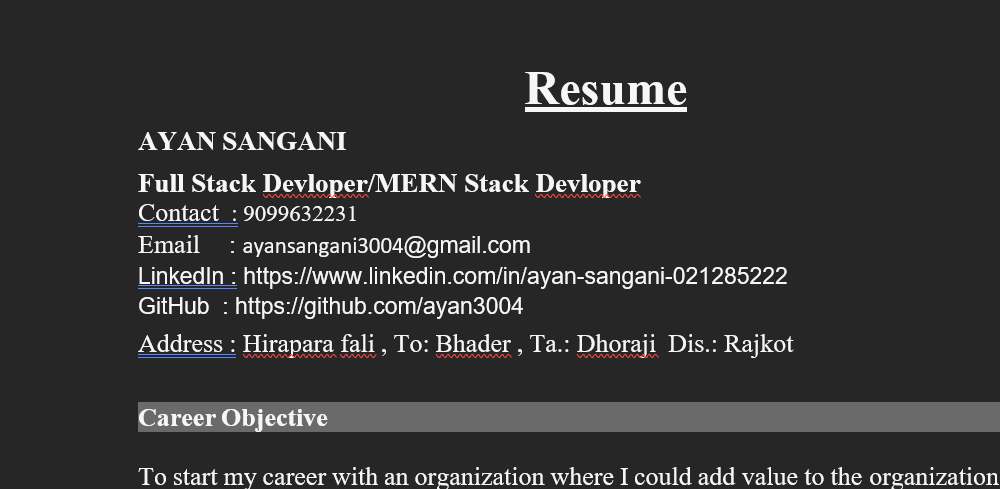 Resume
AYAN SANGANI
Full Stack Devloper/MERN Stack Devloper
Contact : 9099632231
Email : ayansangani3004@gmail.com
LinkedIn : https://www.linkedin.com/in/ayan-sangani-021285222
GitHub : https://github.com/ayan3004
Address : Hirapara fali , To: Bhader , Ta.: Dhoraji Dis.: Rajkot
Career Objective
To start my career with an organization where I could add value to the organization